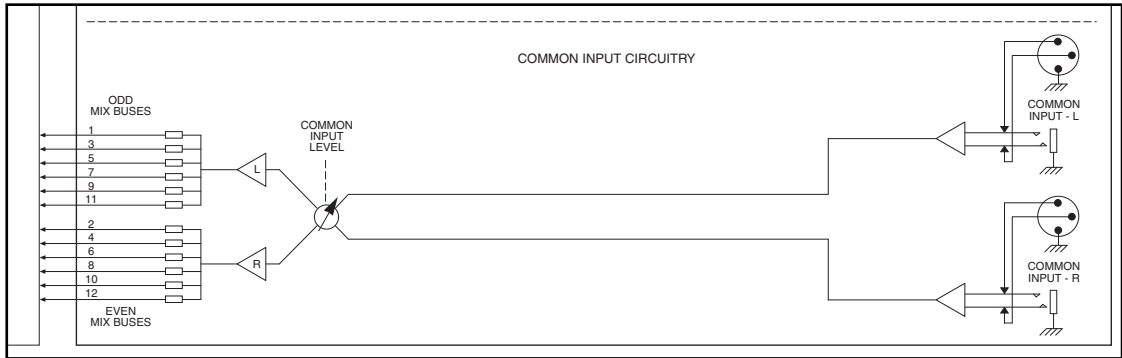 COMMON INPUT CIRCUITRY
ODD
MIX BUSES
1
3
5
7
9
11
L
COMMON
INPUT
LEVEL
COMMON
INPUT - L
2
4
6
8
10
12
R
EVEN
MIX BUSES
COMMON
INPUT - R